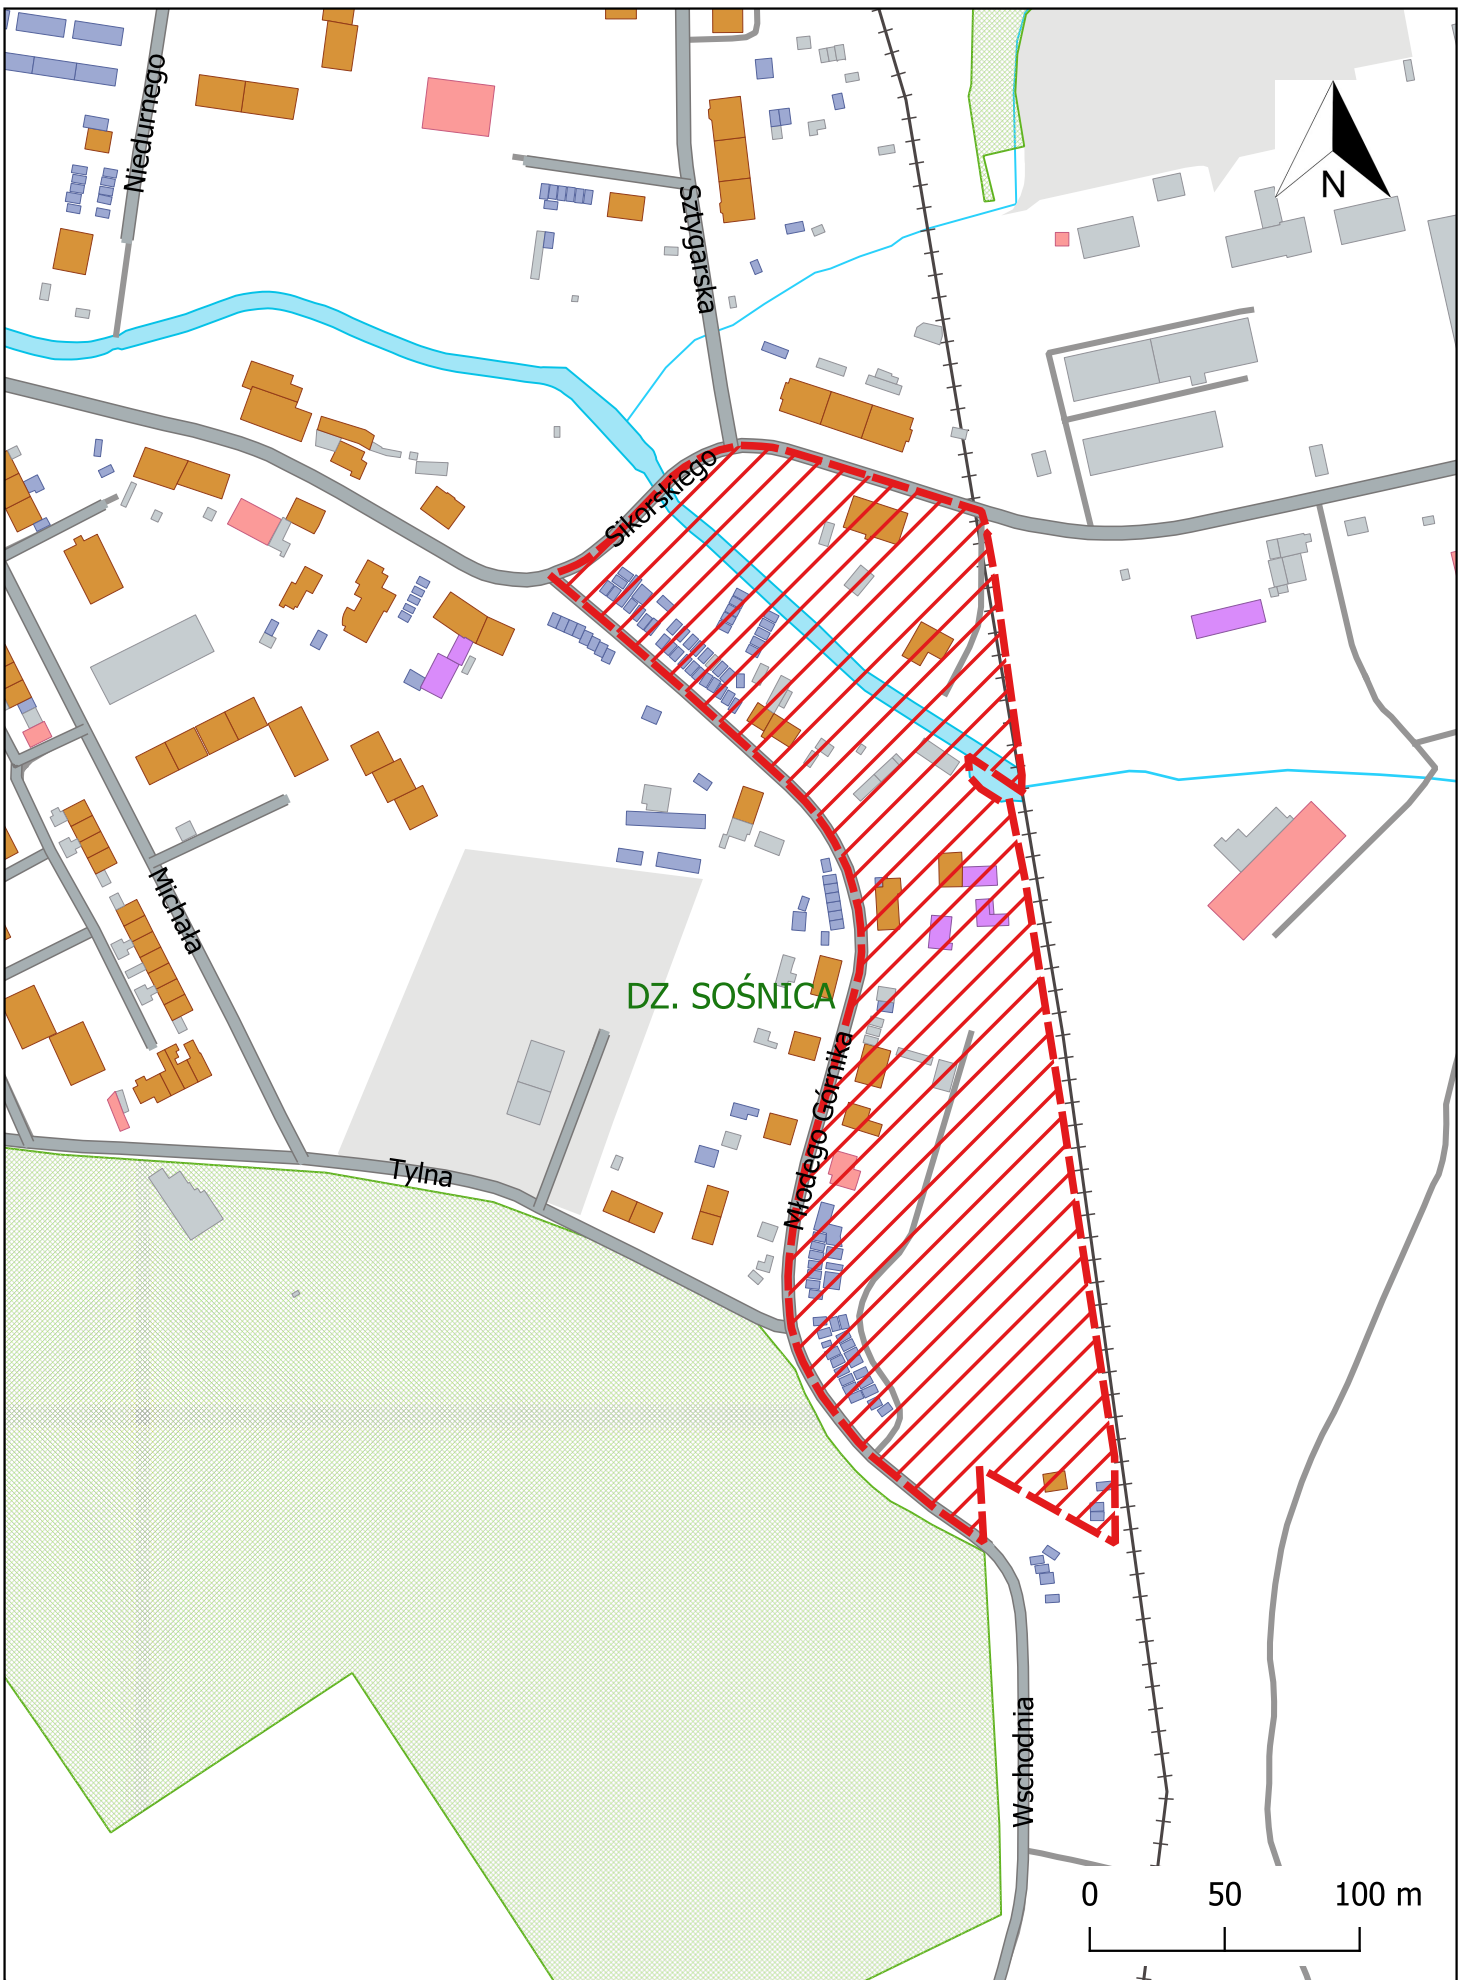 Niedurnego
N
Sztygarska
Sikorskiego
Michała
DZ. SOŚNICA
Młodego Górnika
Tylna
Wschodnia
0 50 100 m